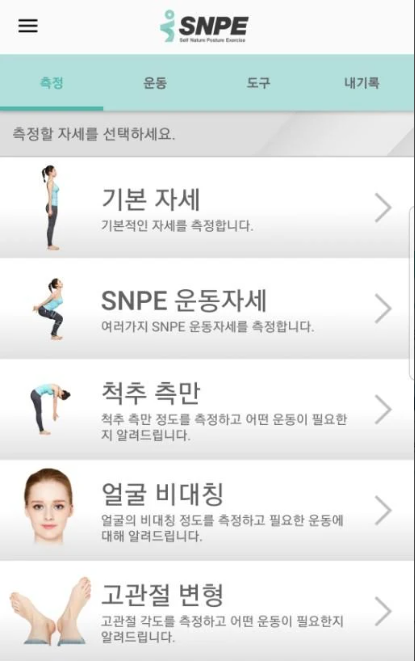 SNPE
Self Nature Posture Exercise
측정 운동 도구 내기록
측정할 자세를 선택하세요.
기본 자세
기본적인 자세를 측정합니다.
SNPE 운동자세
여러가지 SNPE 운동자세를 측정합니다.
척추 측만
척추 측만 정도를 측정하고 어떤 운동이 필요한
지 알려드립니다.
얼굴 비대칭
얼굴의 비대칭 정도를 측정하고 필요한 운동에
대해 알려드립니다.
고관절 변형
고관절 각도를 측정하고 어떤 운동이 필요한지
알려드립니다.